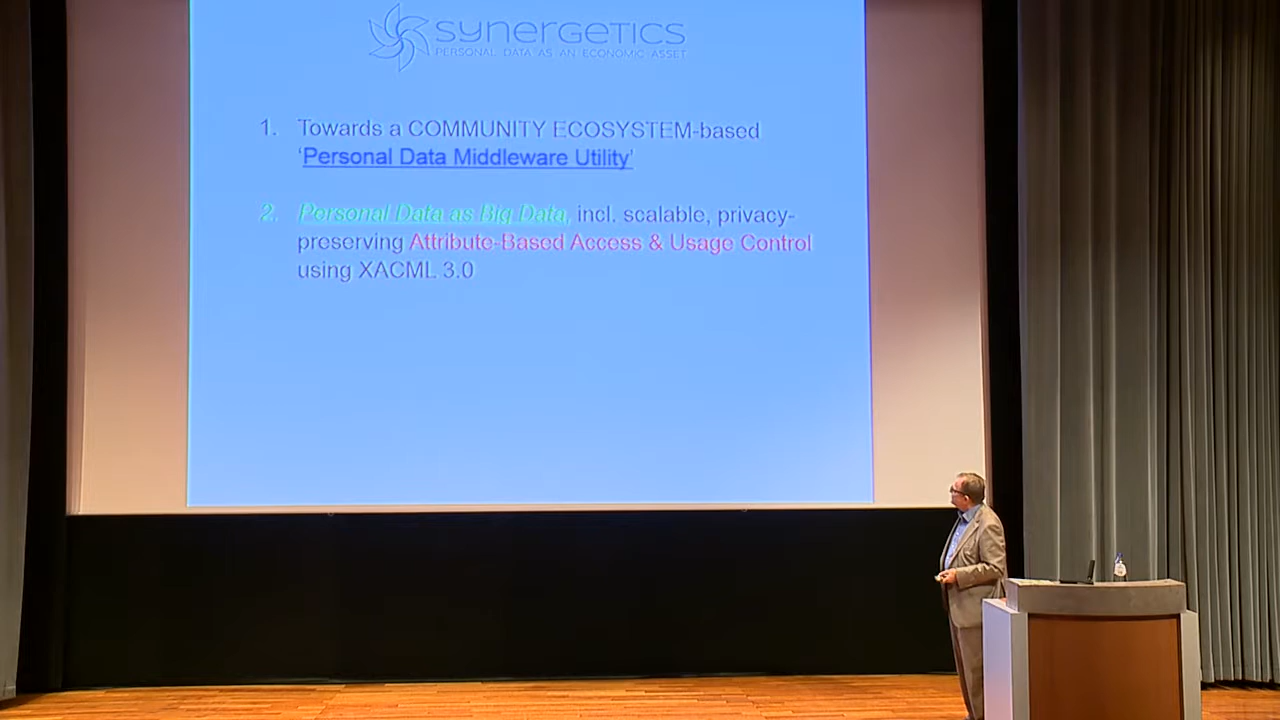 synergetics
PERSONAL DATA AS AN ECONOMIC ASSET
1. Towards a COMMUNITY ECOSYSTEM-based
‘Personal Data Middleware Utility’
2. Personal Data as Big Data, incl. scalable, privacy-
preserving Attribute-Based Access & Usage Control
using XACML 3.0